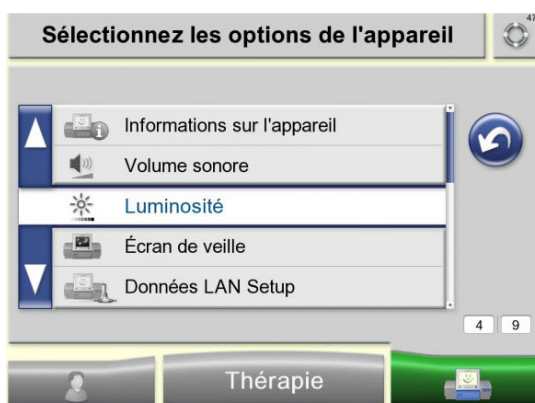 Sélectionnez les options de l'appareil
47
Informations sur l'appareil
Volume sonore
Luminosité
Écran de veille
Données LAN Setup
4 9
Thérapie